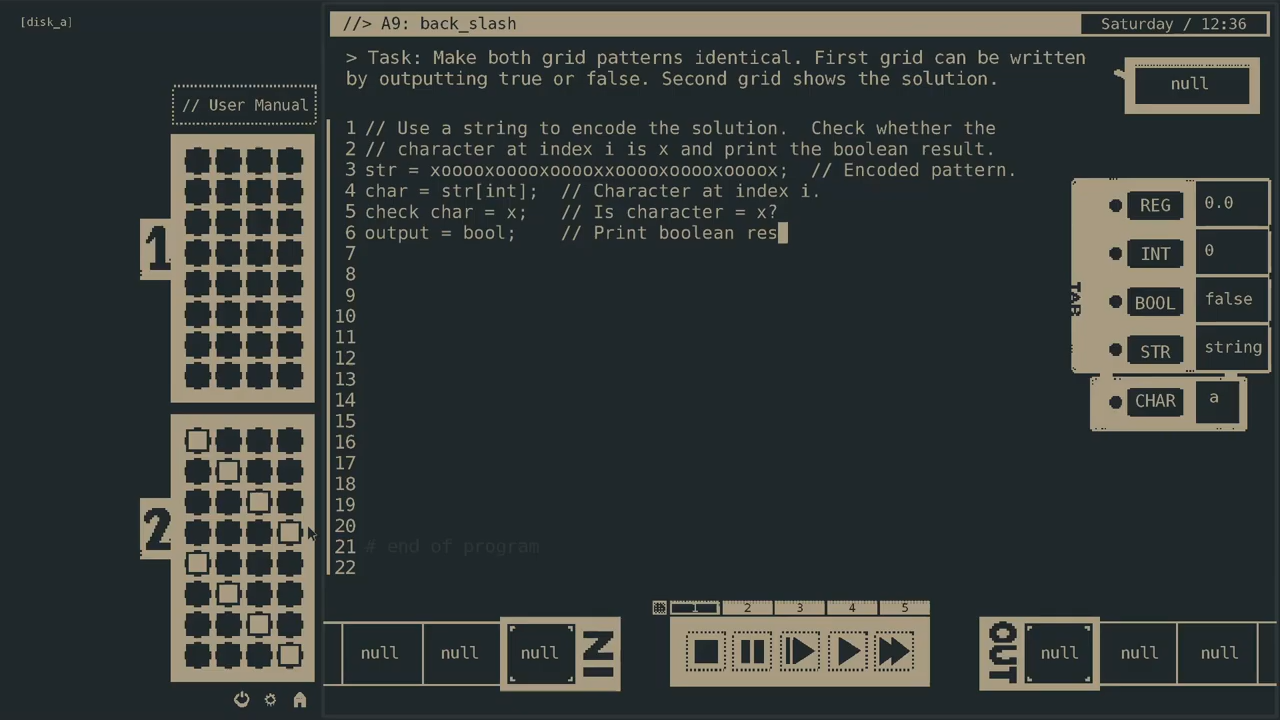 [disk_a]
//> A9: back_slash
Saturday / 12:36
> Task: Make both grid patterns identical. First grid can be written
by outputting true or false. Second grid shows the solution.
null
// User Manual
1 // Use a string to encode the solution.  Check whether the
2 // character at index i is x and print the boolean result.
3 str = xooooxooooxooooxxooooxooooxoooox;  // Encoded pattern.
4 char = str[int];  // Character at index i.
5 check char = x;   // Is character = x?
6 output = bool;    // Print boolean res
7
8
9
10
11
12
13
14
15
16
17
18
19
20
21 # end of program
22
1
2
TAB
REG 0.0
INT 0
BOOL false
STR string
CHAR a
1 2 3 4 5
null null null IN
OUT null null null